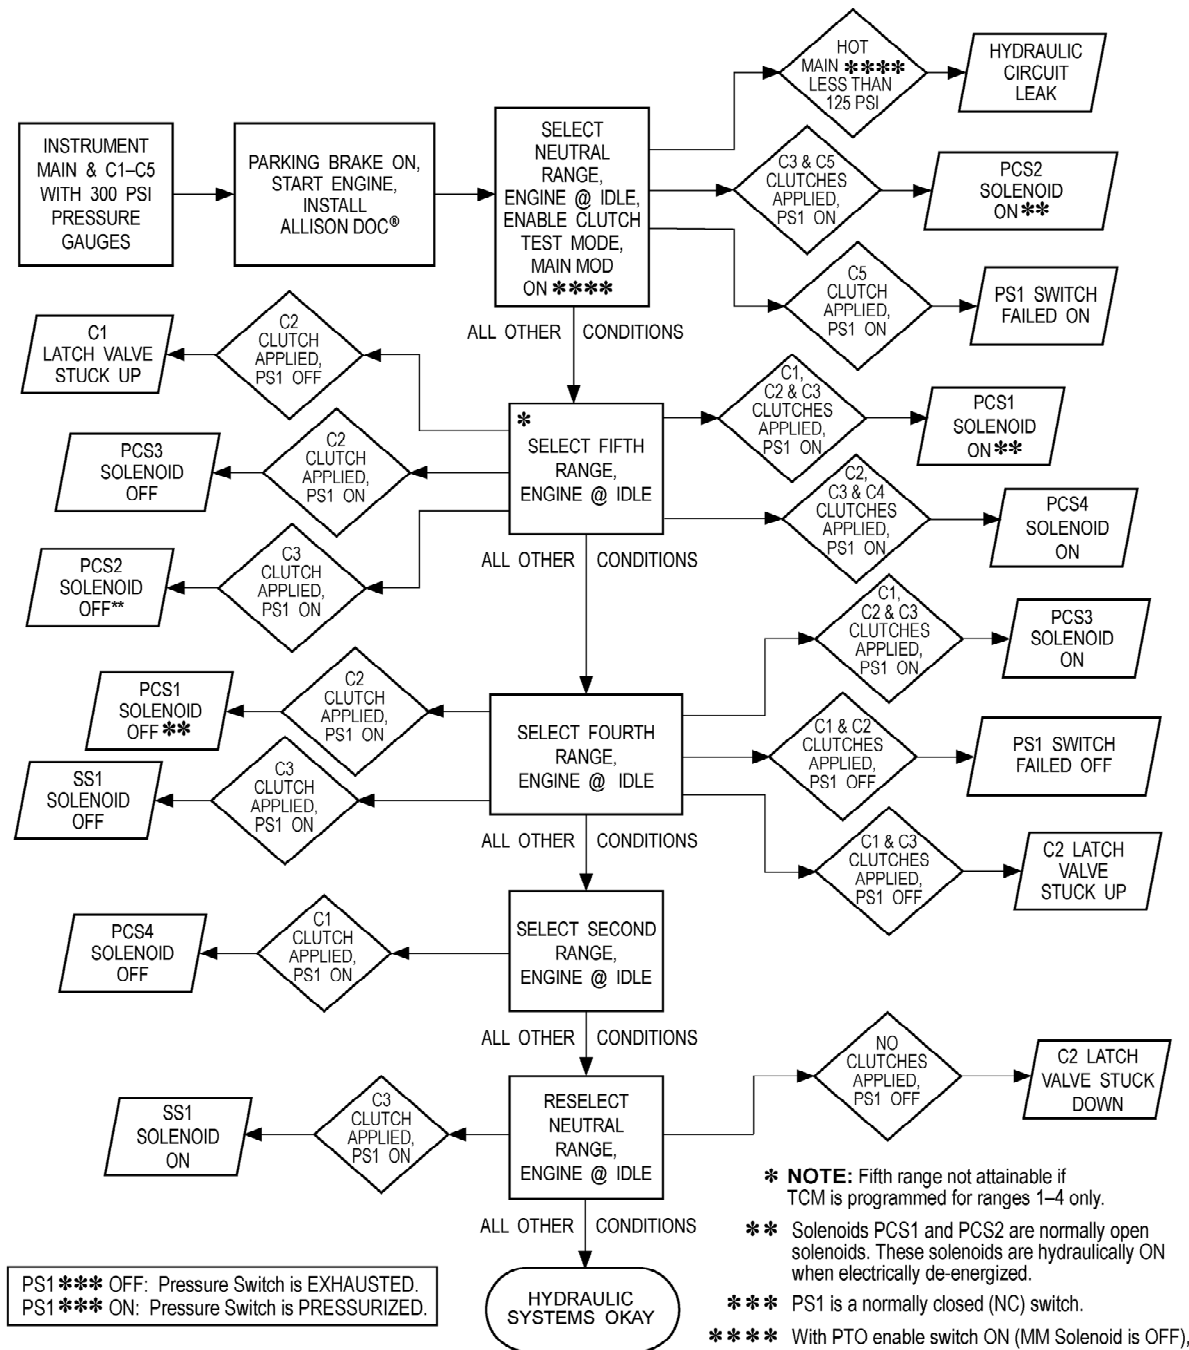 INSTRUMENT
MAIN & C1–C5
WITH 300 PSI
PRESSURE
GAUGES
PARKING BRAKE ON,
START ENGINE,
INSTALL
ALLISON DOC®
SELECT
NEUTRAL
RANGE,
ENGINE @ IDLE,
ENABLE CLUTCH
TEST MODE,
MAIN MOD
ON ****
HOT
MAIN ****
LESS THAN
125 PSI
HYDRAULIC
CIRCUIT
LEAK
C3 & C5
CLUTCHES
APPLIED,
PS1 ON
PCS2
SOLENOID
ON **
C5
CLUTCH
APPLIED,
PS1 ON
PS1 SWITCH
FAILED ON
ALL OTHER CONDITIONS
C2
CLUTCH
APPLIED,
PS1 OFF
C1
LATCH VALVE
STUCK UP
*
SELECT FIFTH
RANGE,
ENGINE @ IDLE
C1,
C2 & C3
CLUTCHES
APPLIED,
PS1 ON
PCS1
SOLENOID
ON **
C2
CLUTCH
APPLIED,
PS1 ON
PCS3
SOLENOID
OFF
C2,
C3 & C4
CLUTCHES
APPLIED,
PS1 ON
PCS4
SOLENOID
ON
C3
CLUTCH
APPLIED,
PS1 ON
PCS2
SOLENOID
OFF**
ALL OTHER CONDITIONS
C1,
C2 & C3
CLUTCHES
APPLIED,
PS1 ON
PCS3
SOLENOID
ON
C2
CLUTCH
APPLIED,
PS1 ON
PCS1
SOLENOID
OFF **
SELECT FOURTH
RANGE,
ENGINE @ IDLE
C1 & C2
CLUTCHES
APPLIED,
PS1 OFF
PS1 SWITCH
FAILED OFF
C3
CLUTCH
APPLIED,
PS1 ON
SS1
SOLENOID
OFF
C1 & C3
CLUTCHES
APPLIED,
PS1 OFF
C2 LATCH
VALVE
STUCK UP
ALL OTHER CONDITIONS
SELECT SECOND
RANGE,
ENGINE @ IDLE
C1
CLUTCH
APPLIED,
PS1 ON
PCS4
SOLENOID
OFF
ALL OTHER CONDITIONS
RESELECT
NEUTRAL
RANGE,
ENGINE @ IDLE
NO
CLUTCHES
APPLIED,
PS1 OFF
C2 LATCH
VALVE STUCK
DOWN
C3
CLUTCH
APPLIED,
PS1 ON
SS1
SOLENOID
ON
ALL OTHER CONDITIONS
HYDRAULIC
SYSTEMS OKAY
PS1 *** OFF: Pressure Switch is EXHAUSTED.
PS1 *** ON: Pressure Switch is PRESSURIZED.
* NOTE: Fifth range not attainable if
TCM is programmed for ranges 1–4 only.
** Solenoids PCS1 and PCS2 are normally open
solenoids. These solenoids are hydraulically ON
when electrically de-energized.
*** PS1 is a normally closed (NC) switch.
**** With PTO enable switch ON (MM Solenoid is OFF),